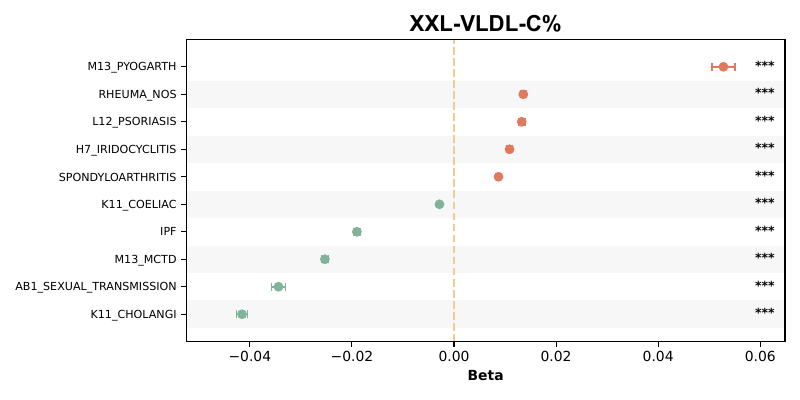 XXL-VLDL-C%
M13_PYOGARTH ***
RHEUMA_NOS ***
L12_PSORIASIS ***
H7_IRIDOCYCLITIS ***
SPONDYLOARTHRITIS ***
K11_COELIAC ***
IPF ***
M13_MCTD ***
AB1_SEXUAL_TRANSMISSION ***
K11_CHOLANGI ***
−0.04 −0.02 0.00 0.02 0.04 0.06
Beta